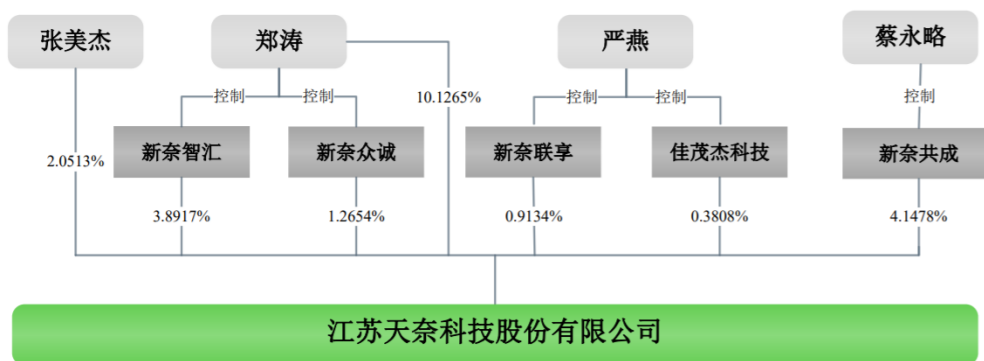 张美杰
郑涛
严燕
蔡永略
控制
控制
10.1265%
控制
控制
控制
新奈智汇
新奈众诚
新奈联享
佳茂杰科技
新奈共成
2.0513%
3.8917%
1.2654%
0.9134%
0.3808%
4.1478%
江苏天奈科技股份有限公司